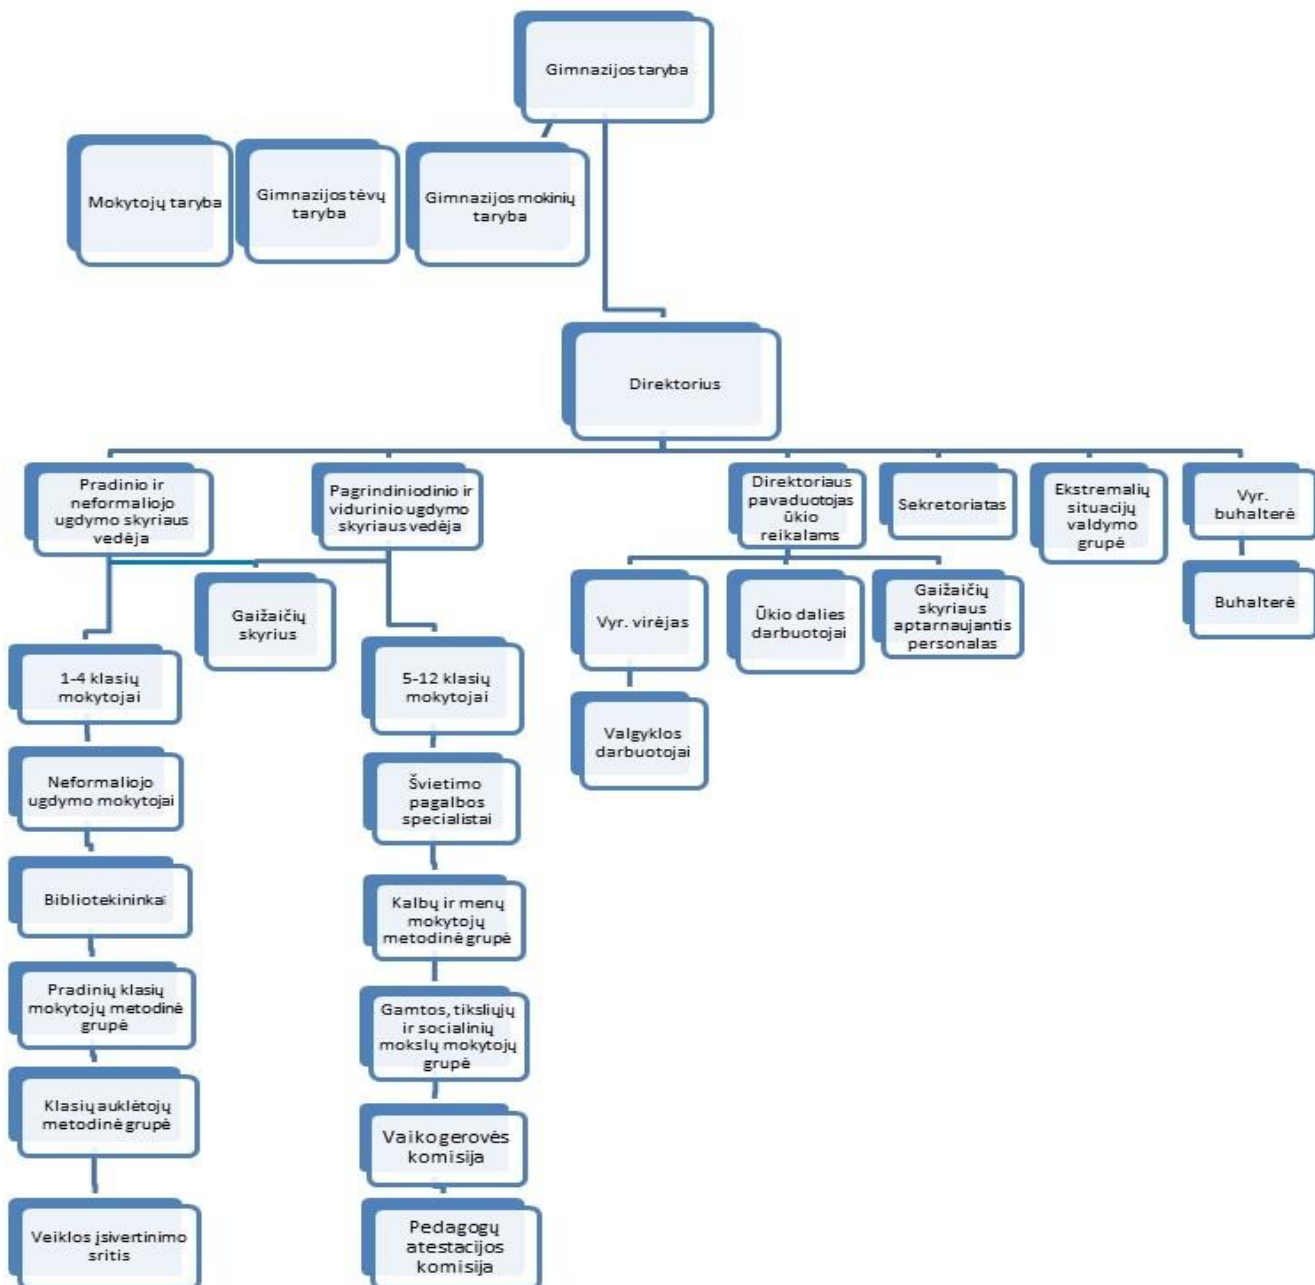 Gimnazijos taryba
Mokytojų taryba
Gimnazijos tėvų
taryba
Gimnazijos mokinių
taryba
Direktorius
Pradinio ir
neformaliojo
ugdymo skyriaus
vedėja
Pagrindiniodinio ir
vidurinio ugdymo
skyriaus vedėja
Direktoriaus
pavaduotojas
ūkio
reikalams
Sekretoriatas
Ekstremalių
situacijų
valdymo
grupė
Vyr.
buhalterė
Gaižaičių
skyrius
Vyr. virėjas
Ūkio dalies
darbuotojai
Gaižaičių
skyriaus
aptarnaujantis
personalas
Buhalterė
1-4 klasių
mokytojai
5-12 klasių
mokytojai
Valgyklos
darbuotojai
Neformaliojo
ugdymo mokytojai
Švietimo
pagalbos
specialistai
Bibliotekininkai
Kalbų ir menų
mokytojų
metodinė grupė
Pradinių klasių
mokytojų metodinė
grupė
Gamtos, tiksliųjų
ir socialinių
mokslų mokytojų
grupė
Klasių auklėtojų
metodinė grupė
Vaiko gerovės
komisija
Veiklos įsivertinimo
sritis
Pedagogų
atestacijos
komisija